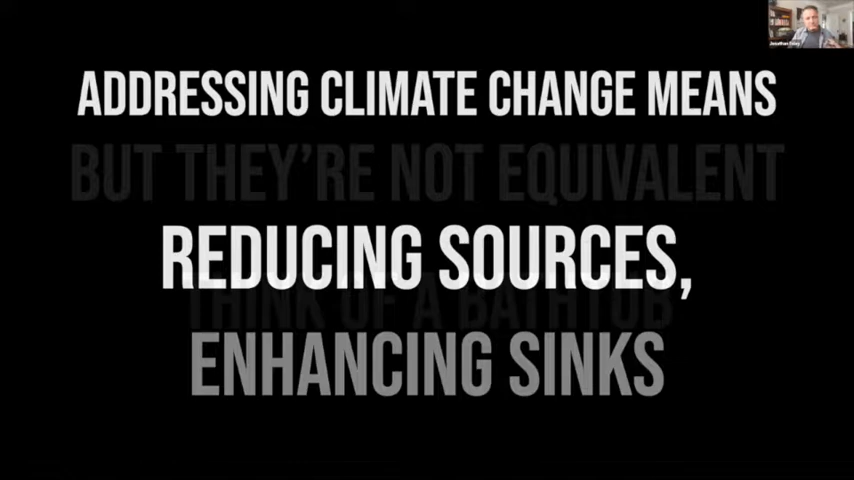 ADDRESSING CLIMATE CHANGE MEANS
BUT THEY'RE NOT EQUIVALENT
REDUCING SOURCES,
THINK OF A BATHTUB
ENHANCING SINKS